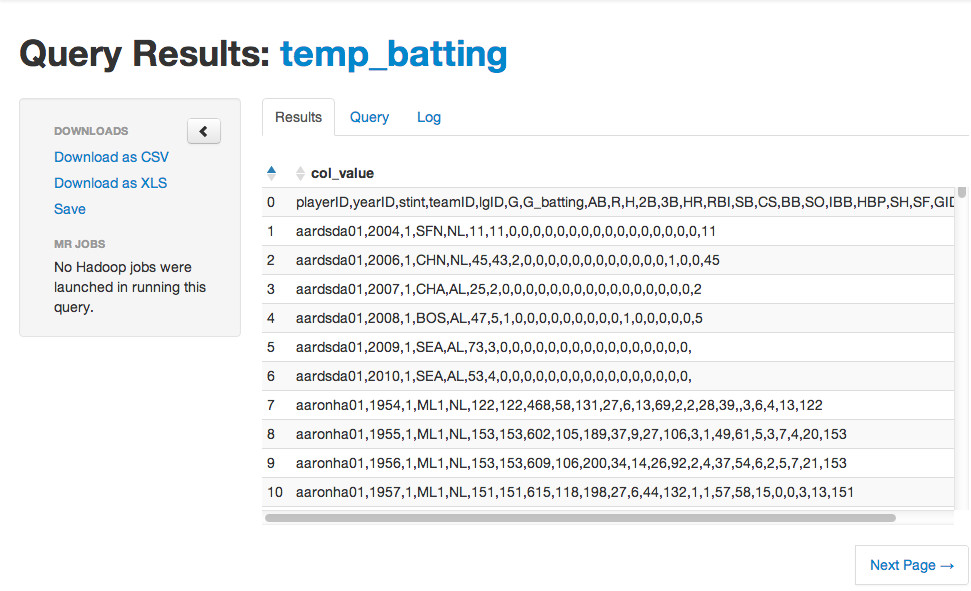 Query Results: temp_batting
DOWNLOADS
Download as CSV
Download as XLS
Save
MR JOBS
No Hadoop jobs were
launched in running this
query.
Results Query Log
col_value
0 playerID,yearID,stint,teamID,lgID,G,G_batting,AB,R,H,2B,3B,HR,RBI,SB,CS,BB,SO,IBB,HBP,SH,SF,GID
1 aardsda01,2004,1,SFN,NL,11,11,0,0,0,0,0,0,0,0,0,0,0,0,0,0,0,0,11
2 aardsda01,2006,1,CHN,NL,45,43,2,0,0,0,0,0,0,0,0,0,0,0,0,1,0,0,45
3 aardsda01,2007,1,CHA,AL,25,2,0,0,0,0,0,0,0,0,0,0,0,0,0,0,0,0,2
4 aardsda01,2008,1,BOS,AL,47,5,1,0,0,0,0,0,0,0,0,0,1,0,0,0,0,0,5
5 aardsda01,2009,1,SEA,AL,73,3,0,0,0,0,0,0,0,0,0,0,0,0,0,0,0,0,
6 aardsda01,2010,1,SEA,AL,53,4,0,0,0,0,0,0,0,0,0,0,0,0,0,0,0,0,
7 aaronha01,1954,1,ML1,NL,122,122,468,58,131,27,6,13,69,2,2,28,39,,3,6,4,13,122
8 aaronha01,1955,1,ML1,NL,153,153,602,105,189,37,9,27,106,3,1,49,61,5,3,7,4,20,153
9 aaronha01,1956,1,ML1,NL,153,153,609,106,200,34,14,26,92,2,4,37,54,6,2,5,7,21,153
10 aaronha01,1957,1,ML1,NL,151,151,615,118,198,27,6,44,132,1,1,57,58,15,0,0,3,13,151
Next Page →